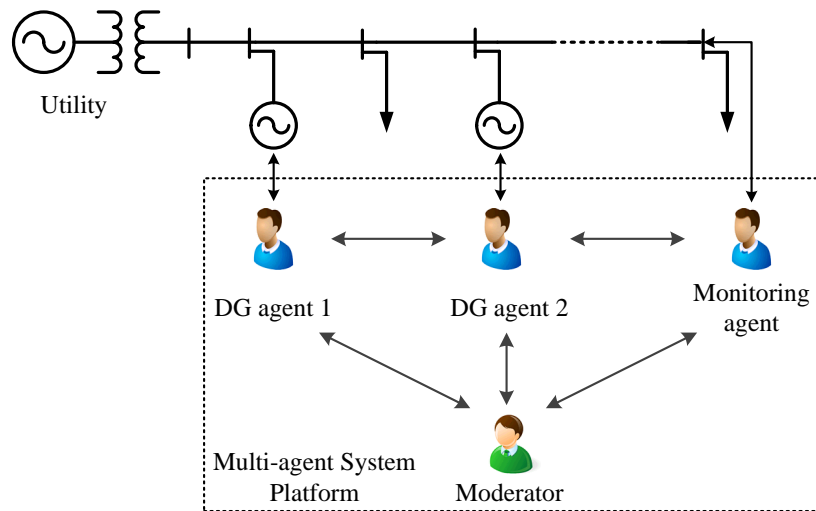 Utility
DG agent 1
DG agent 2
Monitoring
agent
Multi-agent System
Platform
Moderator